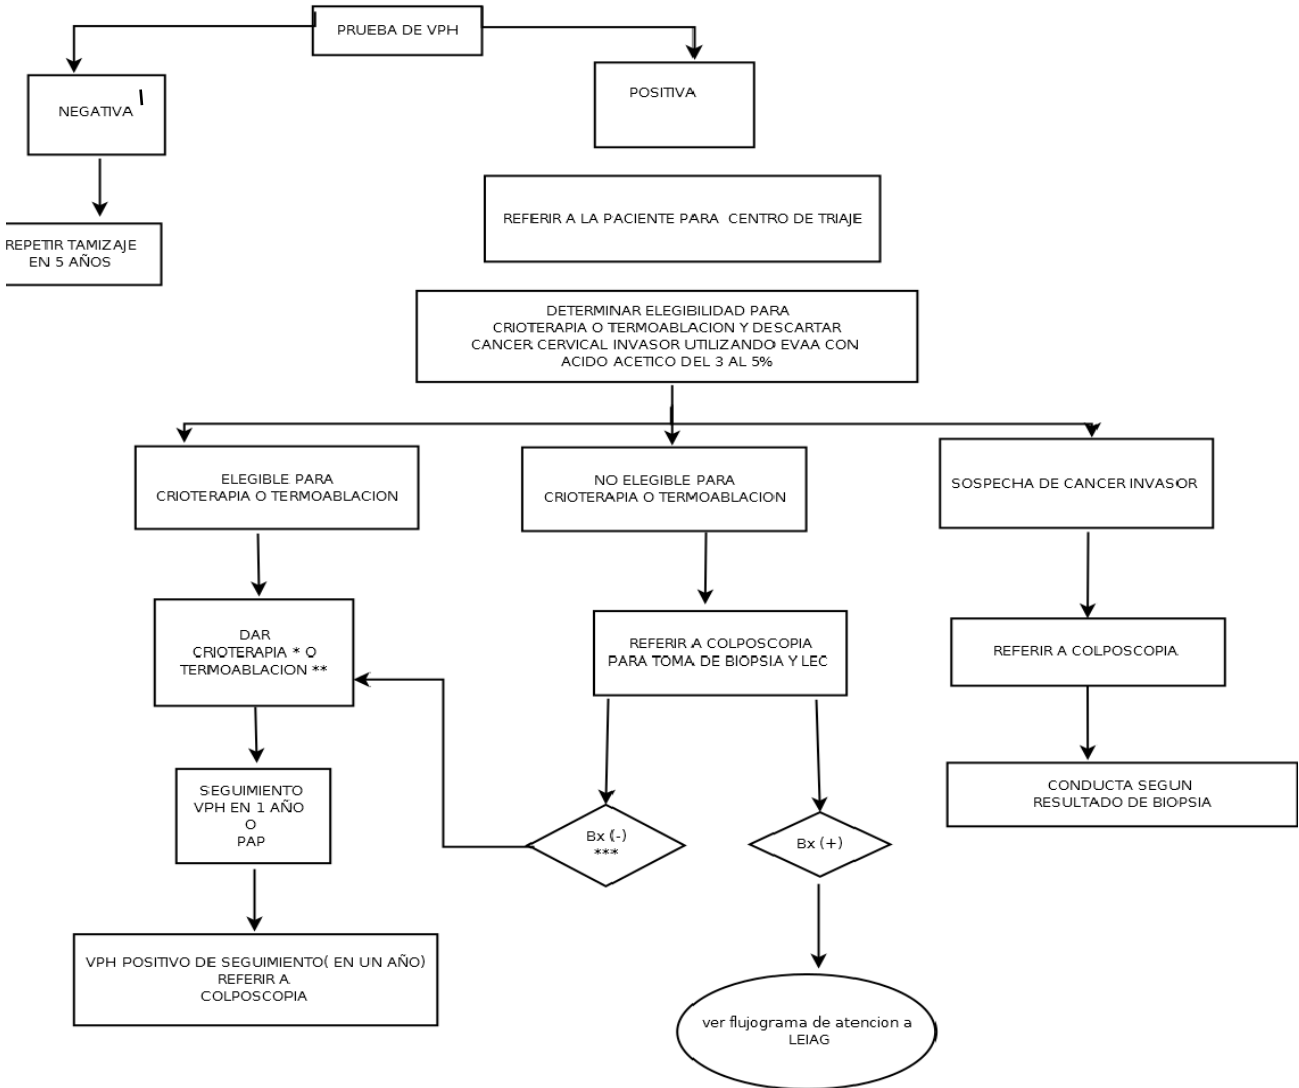 PRUEBA DE VPH
NEGATIVA
POSITIVA
REPETIR TAMIZAJE
EN 5 AÑOS
REFERIR A LA PACIENTE PARA CENTRO DE TRIAJE
DETERMINAR ELEGIBILIDAD PARA
CRIOTERAPIA O TERMOABLACION Y DESCARTAR
CANCER CERVICAL INVASOR UTILIZANDO EVAA CON
ACIDO ACETICO DEL 3 AL 5%
ELEGIBLE PARA
CRIOTERAPIA O TERMOABLACION
NO ELEGIBLE PARA
CRIOTERAPIA O TERMOABLACION
SOSPECHA DE CANCER INVASOR
DAR
CRIOTERAPIA * O
TERMOABLACION **
REFERIR A COLPOSCOPIA
PARA TOMA DE BIOPSIA Y LEC
REFERIR A COLPOSCOPIA
SEGUIMIENTO
VPH EN 1 AÑO
O
PAP
CONDUCTA SEGUN
RESULTADO DE BIOPSIA
Bx (-)
***
Bx (+)
VPH POSITIVO DE SEGUIMIENTO( EN UN AÑO)
REFERIR A
COLPOSCOPIA
ver flujograma de atencion a
LEIAG